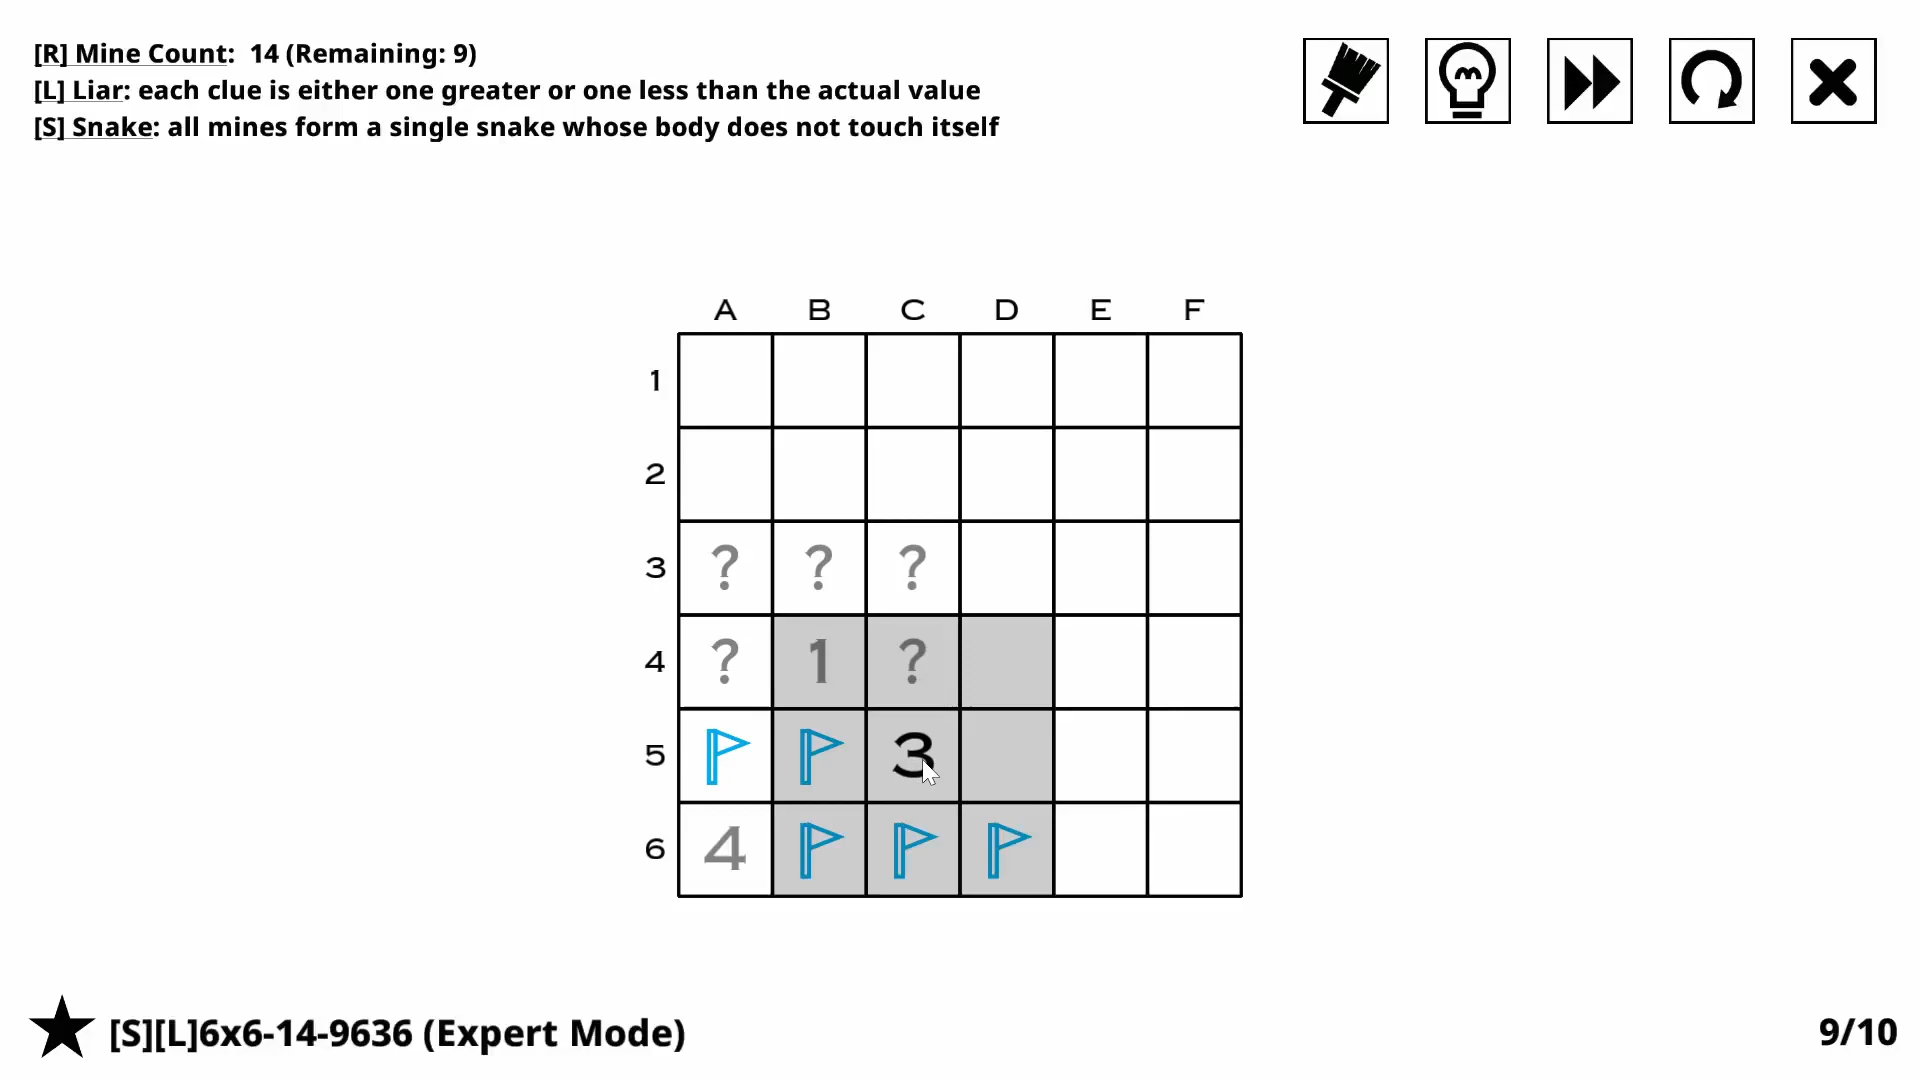 [R] Mine Count: 14 (Remaining: 9)
[L] Liar: each clue is either one greater or one less than the actual value
[S] Snake: all mines form a single snake whose body does not touch itself
A B C D E F
1
2
3 ? ? ?
4 ? 1 ?
5 3
6 4
[S][L]6x6-14-9636 (Expert Mode)
9/10